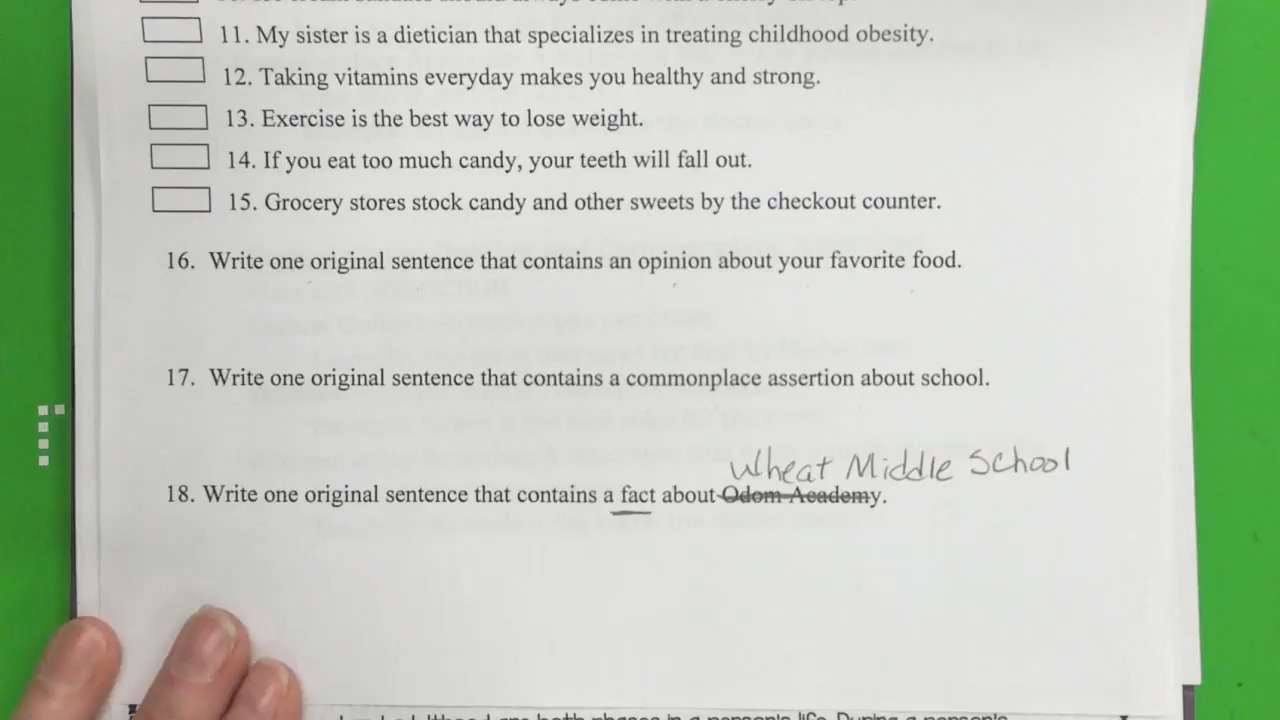 11. My sister is a dietician that specializes in treating childhood obesity.
12. Taking vitamins everyday makes you healthy and strong.
13. Exercise is the best way to lose weight.
14. If you eat too much candy, your teeth will fall out.
15. Grocery stores stock candy and other sweets by the checkout counter.
16. Write one original sentence that contains an opinion about your favorite food.
17. Write one original sentence that contains a commonplace assertion about school.
Wheat Middle School
18. Write one original sentence that contains a fact about Odom Academy.